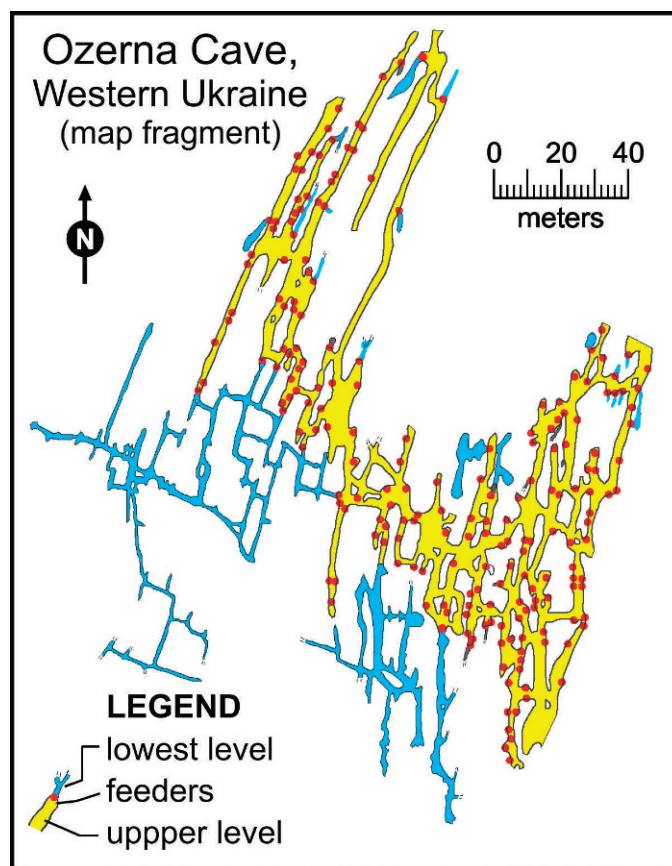 Ozerna Cave,
Western Ukraine
(map fragment)
0 20 40
meters
N
LEGEND
lowest level
feeders
uppper level